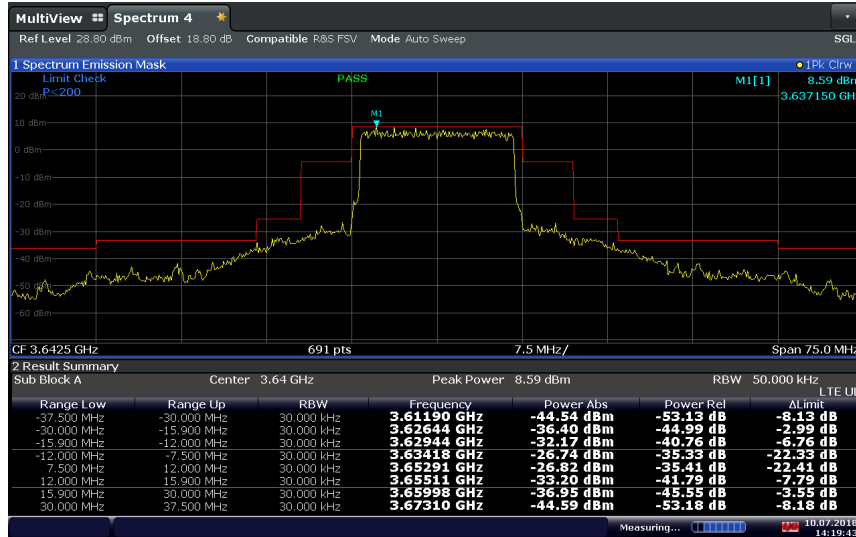 MultiView Spectrum 4
Ref Level 28.80 dBm Offset 18.80 dB Compatible R&S FSV Mode Auto Sweep SGL
1 Spectrum Emission Mask 1Pk Clrw
Limit Check PASS M1[1] 8.59 dBm
P<200 3.637150 GHz
20 dBm
M1
10 dBm
0 dBm
-10 dBm
-20 dBm
-30 dBm
-40 dBm
-50 dBm
-60 dBm
CF 3.6425 GHz 691 pts 7.5 MHz/ Span 75.0 MHz
2 Result Summary
Sub Block A Center 3.64 GHz Peak Power 8.59 dBm RBW 50.000 kHz
LTE UL
Range Low Range Up RBW Frequency Power Abs Power Rel ΔLimit
-37.500 MHz -30.000 MHz 30.000 kHz 3.61190 GHz -44.54 dBm -53.13 dB -8.13 dB
-30.000 MHz -15.900 MHz 30.000 kHz 3.62644 GHz -36.40 dBm -44.99 dB -2.99 dB
-15.900 MHz -12.000 MHz 30.000 kHz 3.62944 GHz -32.17 dBm -40.76 dB -6.76 dB
-12.000 MHz -7.500 MHz 30.000 kHz 3.63418 GHz -26.74 dBm -35.33 dB -22.33 dB
7.500 MHz 12.000 MHz 30.000 kHz 3.65291 GHz -26.82 dBm -35.41 dB -22.41 dB
12.000 MHz 15.900 MHz 30.000 kHz 3.65511 GHz -33.20 dBm -41.79 dB -7.79 dB
15.900 MHz 30.000 MHz 30.000 kHz 3.65998 GHz -36.95 dBm -45.55 dB -3.55 dB
30.000 MHz 37.500 MHz 30.000 kHz 3.67310 GHz -44.59 dBm -53.18 dB -8.18 dB
Measuring... 10.07.2018
14:19:43